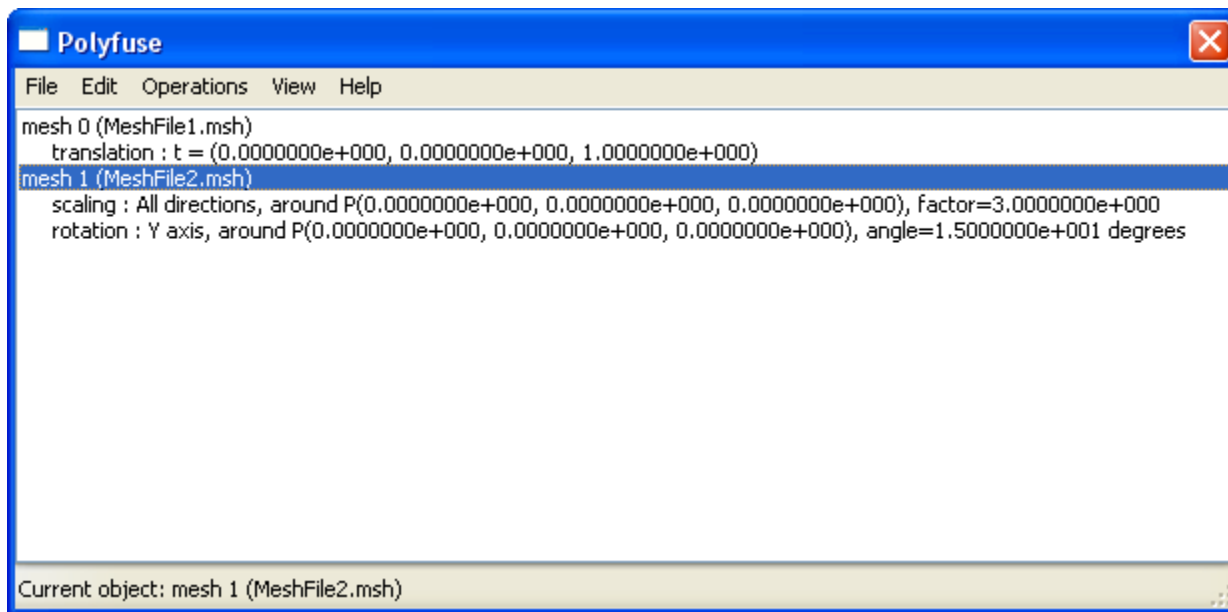 Polyfuse
File Edit Operations View Help
mesh 0 (MeshFile1.msh)
translation : t = (0.0000000e+000, 0.0000000e+000, 1.0000000e+000)
mesh 1 (MeshFile2.msh)
scaling : All directions, around P(0.0000000e+000, 0.0000000e+000, 0.0000000e+000), factor=3.0000000e+000
rotation : Y axis, around P(0.0000000e+000, 0.0000000e+000, 0.0000000e+000), angle=1.5000000e+001 degrees
Current object: mesh 1 (MeshFile2.msh)